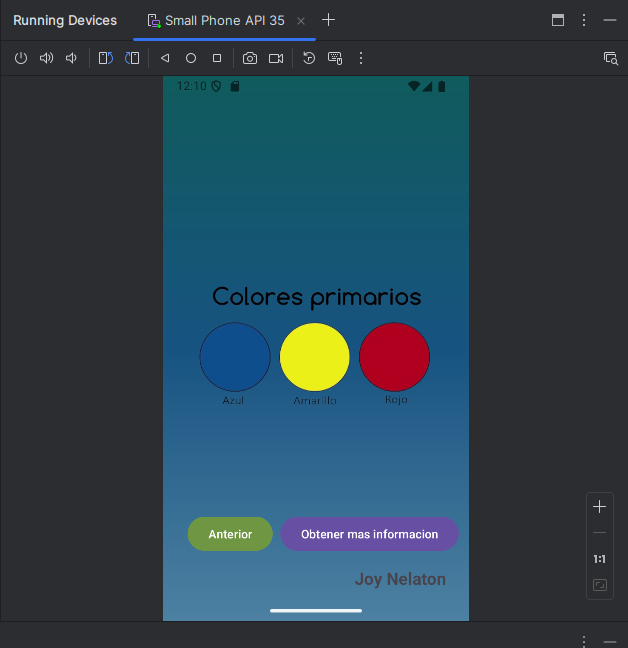 Running Devices
Small Phone API 35
12:10
Colores primarios
Azul
Amarillo
Rojo
Anterior
Obtener mas informacion
Joy Nelaton
1:1